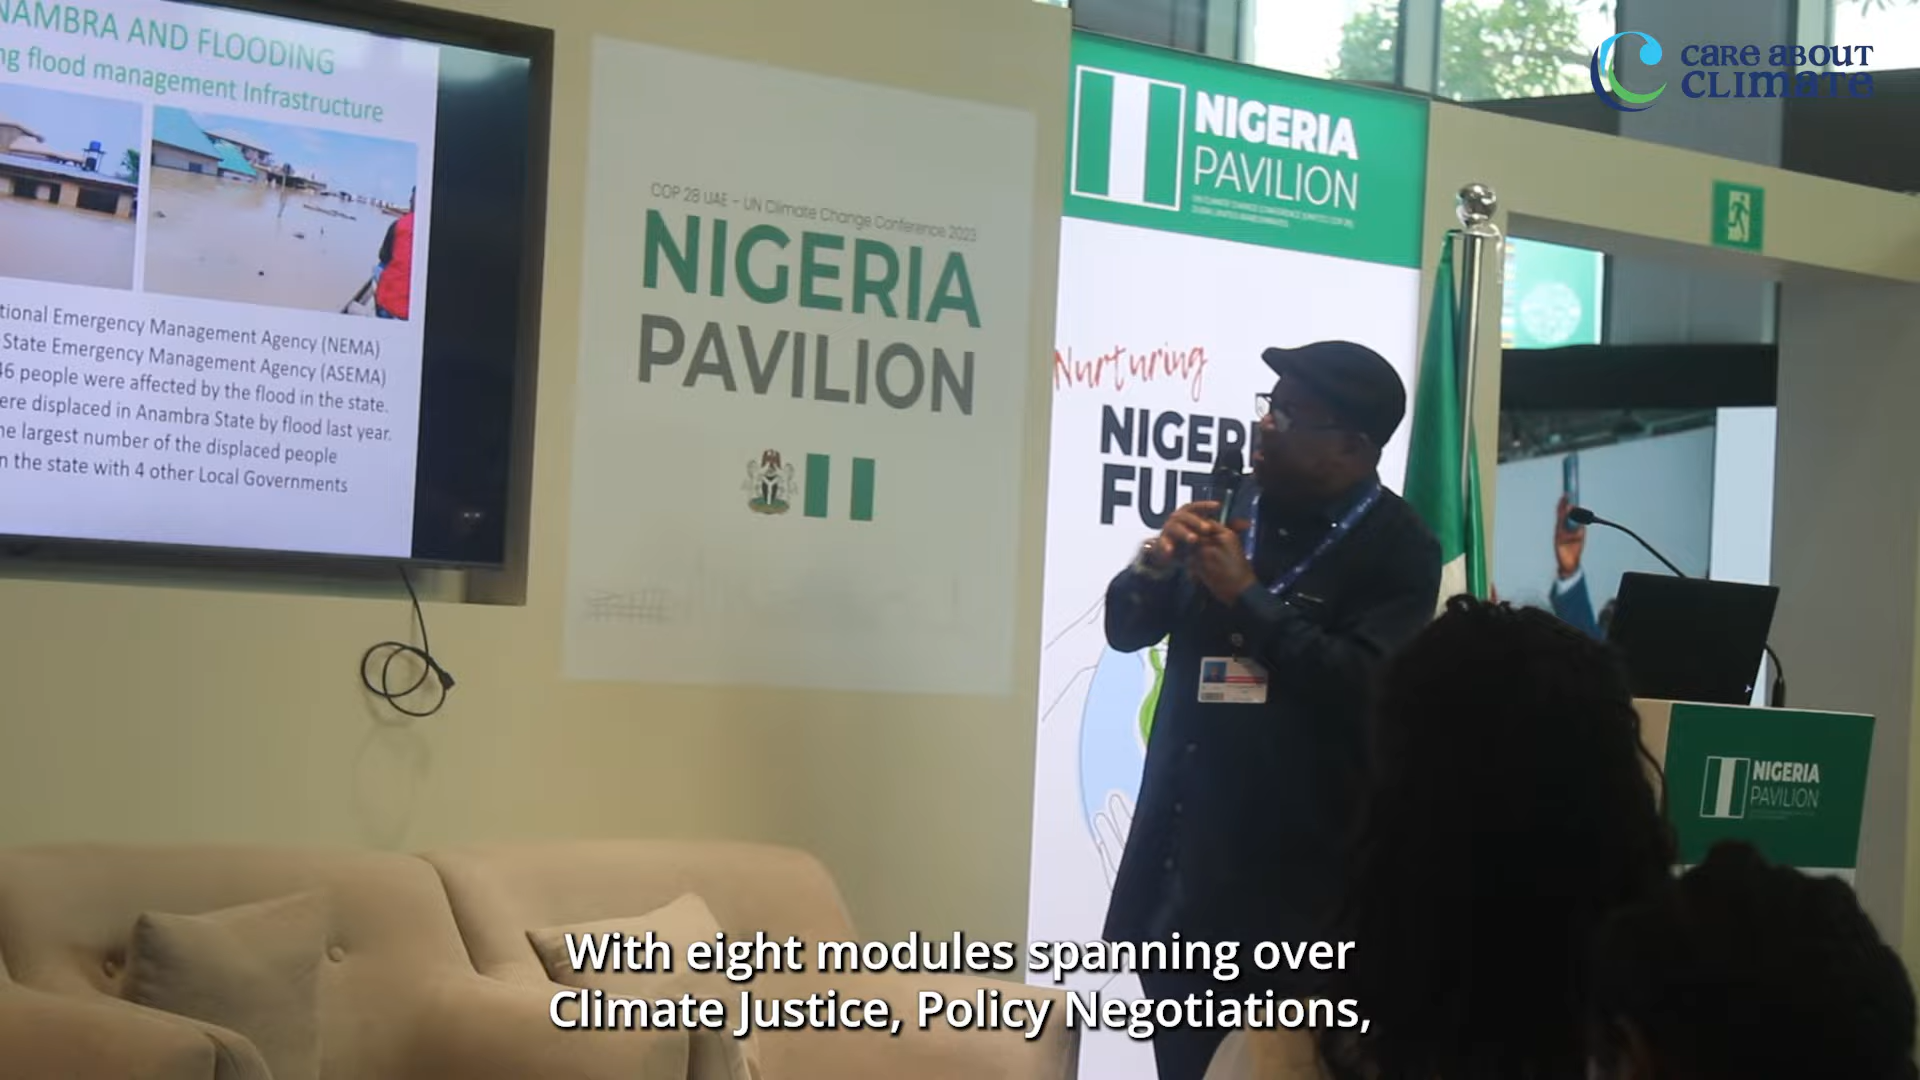 NAMBRA AND FLOODING
ng flood management Infrastructure
tional Emergency Management Agency (NEMA)
State Emergency Management Agency (ASEMA)
46 people were affected by the flood in the state.
ere displaced in Anambra State by flood last year.
he largest number of the displaced people
n the state with 4 other Local Governments
COP 28 UAE - UN Climate Change Conference 2023
NIGERIA
PAVILION
NIGERIA
PAVILION
Nurturing
NIGERI
FUT
CARE ABOUT
CLIMATE
NIGERIA
PAVILION
With eight modules spanning over
Climate Justice, Policy Negotiations,